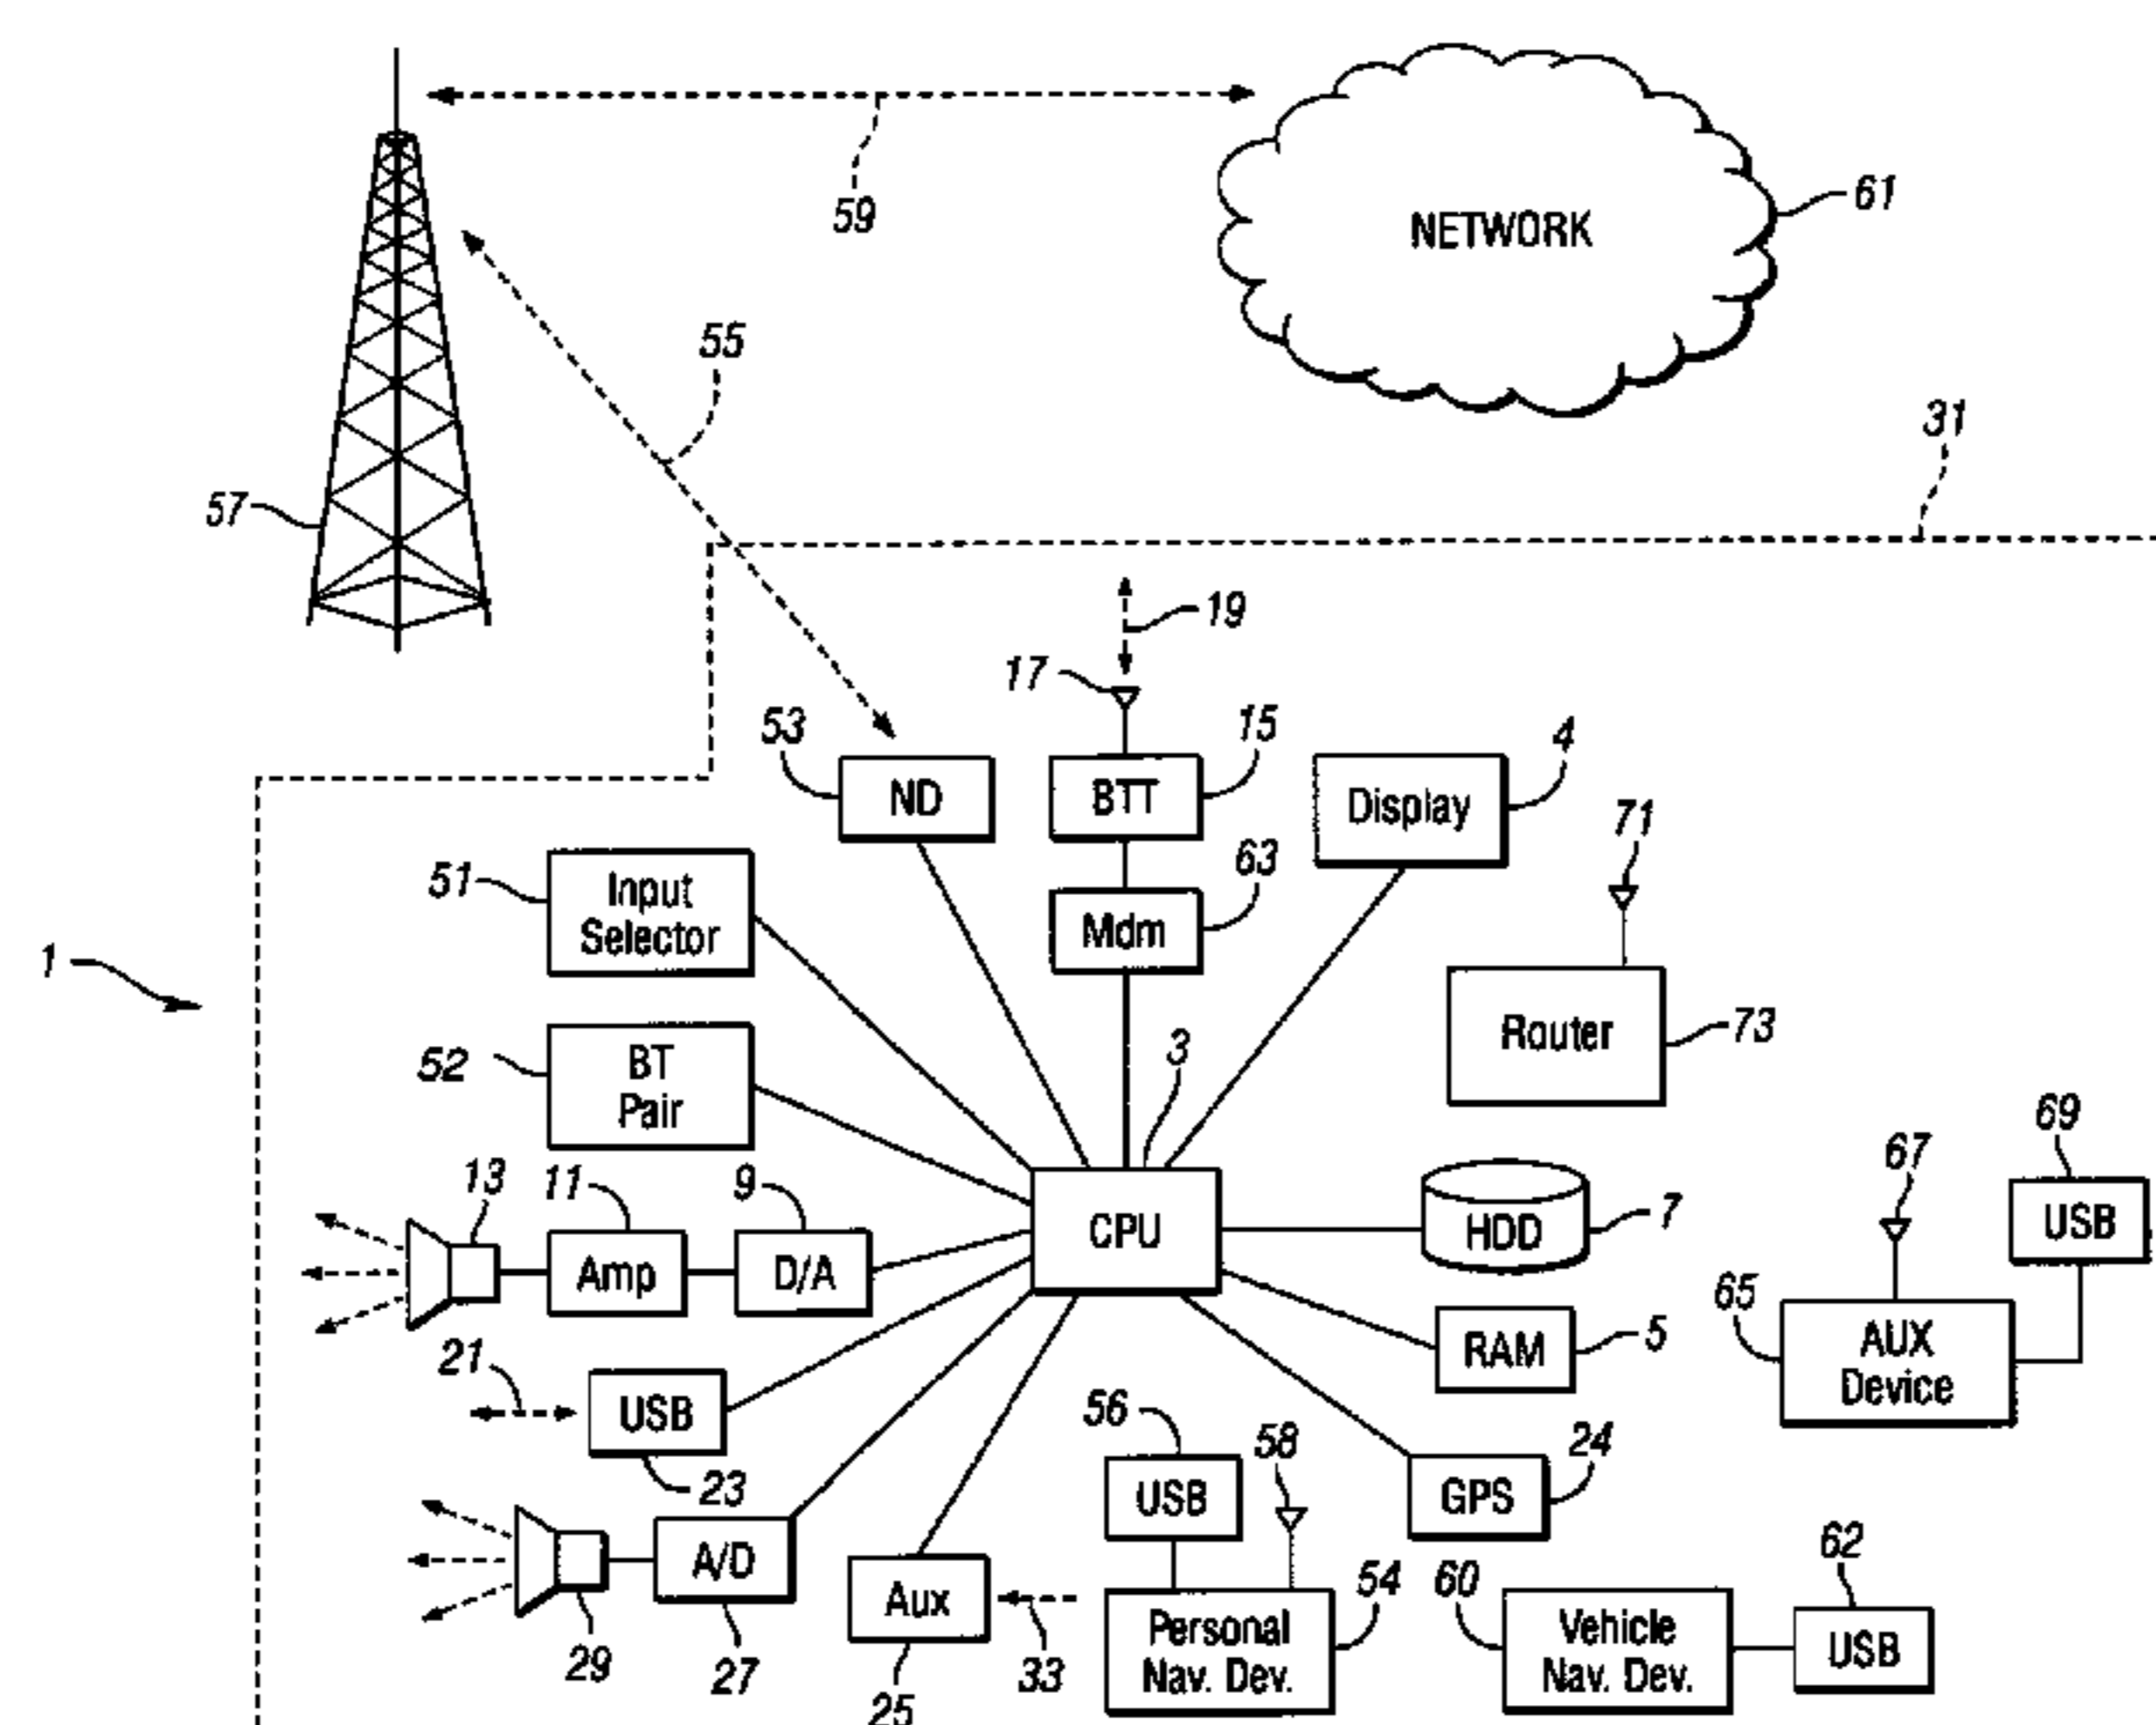 59
NETWORK
61
55
31
57
19
17
53
15
4
ND
BTT
Display
71
51
Input
Selector
63
Mdm
1
Router
73
52
BT
Pair
3
69
67
13
11
9
CPU
HDD
7
USB
Amp
D/A
65
AUX
Device
RAM
5
21
USB
23
56
58
24
USB
GPS
A/D
62
29
27
Aux
25
33
54
Personal
Nav. Dev.
60
Vehicle
Nav. Dev.
USB